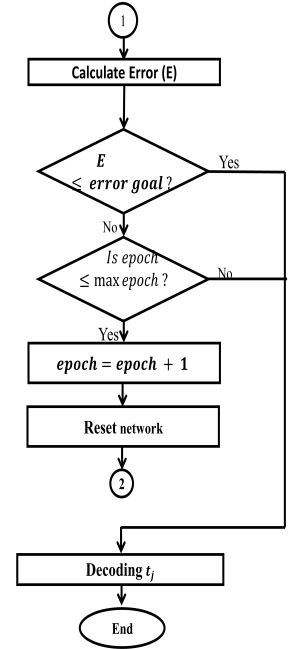 1
Calculate Error (E)
E
≤ error goal ?
Yes
No
Is epoch
≤ max epoch ?
No
Yes
epoch = epoch + 1
Reset network
2
Decoding tⱼ
End